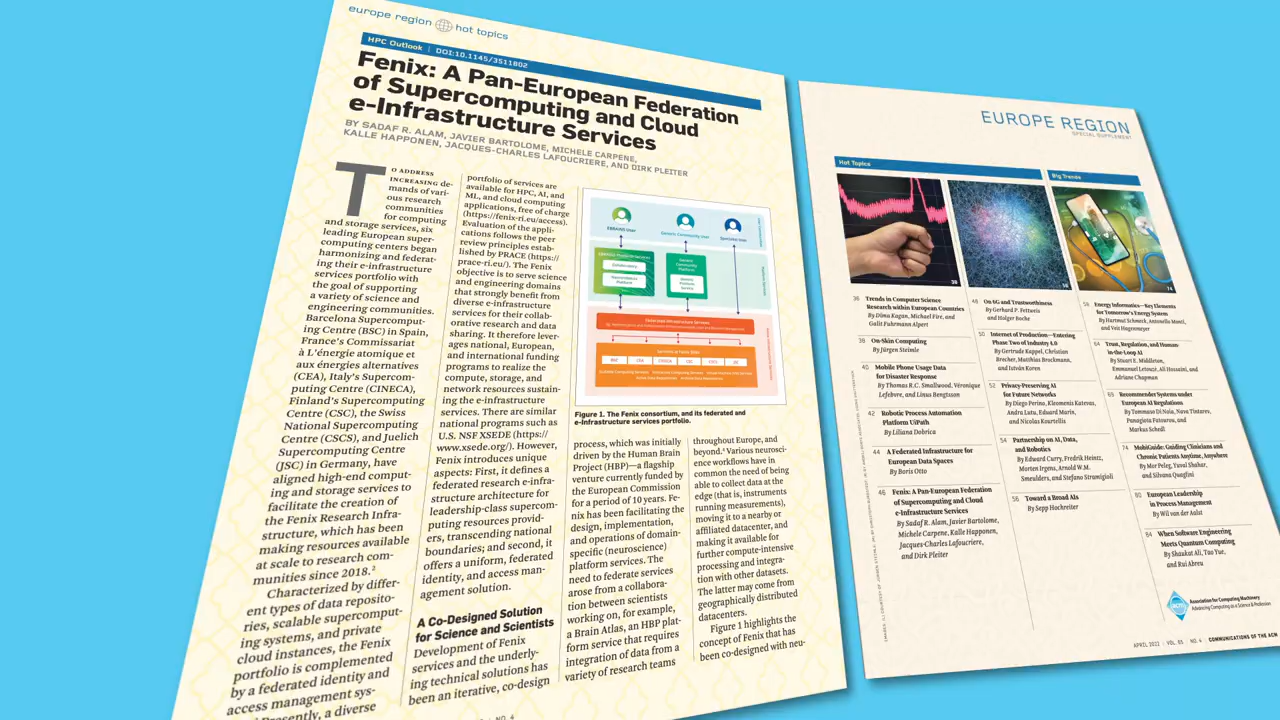 europe region hot topics
HPC Outlook | DOI:10.1145/3511802
Fenix: A Pan-European Federation
of Supercomputing and Cloud
e-Infrastructure Services
BY SADAF R. ALAM, JAVIER BARTOLOME, MICHELE CARPENE,
KALLE HAPPONEN, JACQUES-CHARLES LAFOUCRIERE, AND DIRK PLEITER
TO ADDRESS
INCREASING de-
mands of vari-
ous research
communities
for computing
and storage services, six
leading European super-
computing centers began
harmonizing and federat-
ing their e-infrastructure
services portfolio with
the goal of supporting
a variety of science and
engineering communities.
Barcelona Supercomput-
ing Centre (BSC) in Spain,
France's Commissariat
à L'énergie atomique et
aux énergies alternatives
(CEA), Italy's Supercom-
puting Centre (CINECA),
Finland's Supercomputing
Centre (CSC), the Swiss
National Supercomputing
Centre (CSCS), and Juelich
Supercomputing Centre
(JSC) in Germany, have
aligned high-end comput-
ing and storage services to
facilitate the creation of
the Fenix Research Infra-
structure, which has been
making resources available
at scale to research com-
munities since 2018.²
Characterized by differ-
ent types of data reposito-
ries, scalable supercomput-
ing systems, and private
cloud instances, the Fenix
portfolio is complemented
by a federated identity and
access management sys-
Presently, a diverse
portfolio of services are
available for HPC, AI, and
ML, and cloud computing
applications, free of charge
(https://fenix-ri.eu/access).
Evaluation of the appli-
cations follows the peer
review principles estab-
lished by PRACE (https://
prace-ri.eu/). The Fenix
objective is to serve science
and engineering domains
that strongly benefit from
diverse e-infrastructure
services for their collab-
orative research and data
sharing. It therefore lever-
ages national, European,
and international funding
programs to realize the
compute, storage, and
network resources sustain-
ing the e-infrastructure
services. There are similar
national programs such as
U.S. NSF XSEDE (https://
www.xsede.org/). However,
Fenix introduces unique
aspects: First, it defines a
federated research e-infra-
structure architecture for
leadership-class supercom-
puting resources provid-
ers, transcending national
boundaries; and second, it
offers a uniform, federated
identity, and access man-
agement solution.
A Co-Designed Solution
for Science and Scientists
Development of Fenix
services and the underly-
ing technical solutions has
been an iterative, co-design
EBRAINS User
Generic Community User
Specialist User
Generic
Community
Platform
Federated Infrastructure Services
BSC CEA CINECA CSC CSCS JSC
Figure 1. The Fenix consortium, and its federated and
e-Infrastructure services portfolio.
process, which was initially
driven by the Human Brain
Project (HBP)—a flagship
venture currently funded by
the European Commission
for a period of 10 years. Fe-
nix has been facilitating the
design, implementation,
and operations of domain-
specific (neuroscience)
platform services. The
need to federate services
arose from a collabora-
tion between scientists
working on, for example,
a Brain Atlas, an HBP plat-
form service that requires
integration of data from a
variety of research teams
throughout Europe, and
beyond.⁴ Various neurosci-
ence workflows have in
common the need of being
able to collect data at the
edge (that is, instruments
running measurements),
moving it to a nearby or
affiliated datacenter, and
making it available for
further compute-intensive
processing and integra-
tion with other datasets.
The latter may come from
geographically distributed
datacenters.
Figure 1 highlights the
concept of Fenix that has
been co-designed with neu-
NO. 4
EUROPE REGION
SPECIAL SUPPLEMENT
Hot Topics
Big Trends
36 Trends in Computer Science
Research within European Countries
By Dima Kagan, Michael Fire, and
Galit Fuhrmann Alpert
38 On-Skin Computing
By Jürgen Steimle
40 Mobile Phone Usage Data
for Disaster Response
By Thomas R.C. Smallwood, Véronique
Lefebvre, and Linus Bengtsson
42 Robotic Process Automation
Platform UiPath
By Liliana Dobrica
44 A Federated Infrastructure for
European Data Spaces
By Boris Otto
46 Fenix: A Pan-European Federation
of Supercomputing and Cloud
e-Infrastructure Services
By Sadaf R. Alam, Javier Bartolome,
Michele Carpene, Kalle Happonen,
Jacques-Charles Lafoucriere,
and Dirk Pleiter
48 On 6G and Trustworthiness
By Gerhard P. Fettweis
and Holger Boche
50 Internet of Production—Entering
Phase Two of Industry 4.0
By Gertrude Kappel, Christian
Brecher, Matthias Brockmann,
and István Koren
52 Privacy-Preserving AI
for Future Networks
By Diego Perino, Kleomenis Katevas,
Andra Lutu, Eduard Marin,
and Nicolas Kourtellis
54 Partnership on AI, Data,
and Robotics
By Edward Curry, Fredrik Heintz,
Morten Irgens, Arnold W.M.
Smeulders, and Stefano Stramigioli
56 Toward a Broad AIs
By Sepp Hochreiter
58 Energy Informatics—Key Elements
for Tomorrow's Energy System
By Hartmut Schmeck, Antonello Monti,
and Veit Hagenmeyer
64 Trust, Regulation, and Human-
in-the-Loop AI
By Stuart E. Middleton,
Emmanuel Letouzé, Ali Hossaini, and
Adriane Chapman
69 Recommender Systems under
European AI Regulations
By Tommaso Di Noia, Nava Tintarev,
Panagiota Fatourou, and
Markus Schedl
74 MobiGuide: Guiding Clinicians and
Chronic Patients Anytime, Anywhere
By Mor Peleg, Yuval Shahar,
and Silvana Quaglini
80 European Leadership
in Process Management
By Wil van der Aalst
84 When Software Engineering
Meets Quantum Computing
By Shaukat Ali, Tao Yue,
and Rui Abreu
acm
Association for Computing Machinery
Advancing Computing as a Science & Profession
APRIL 2022 · VOL. 65 · NO. 4 · COMMUNICATIONS OF THE ACM